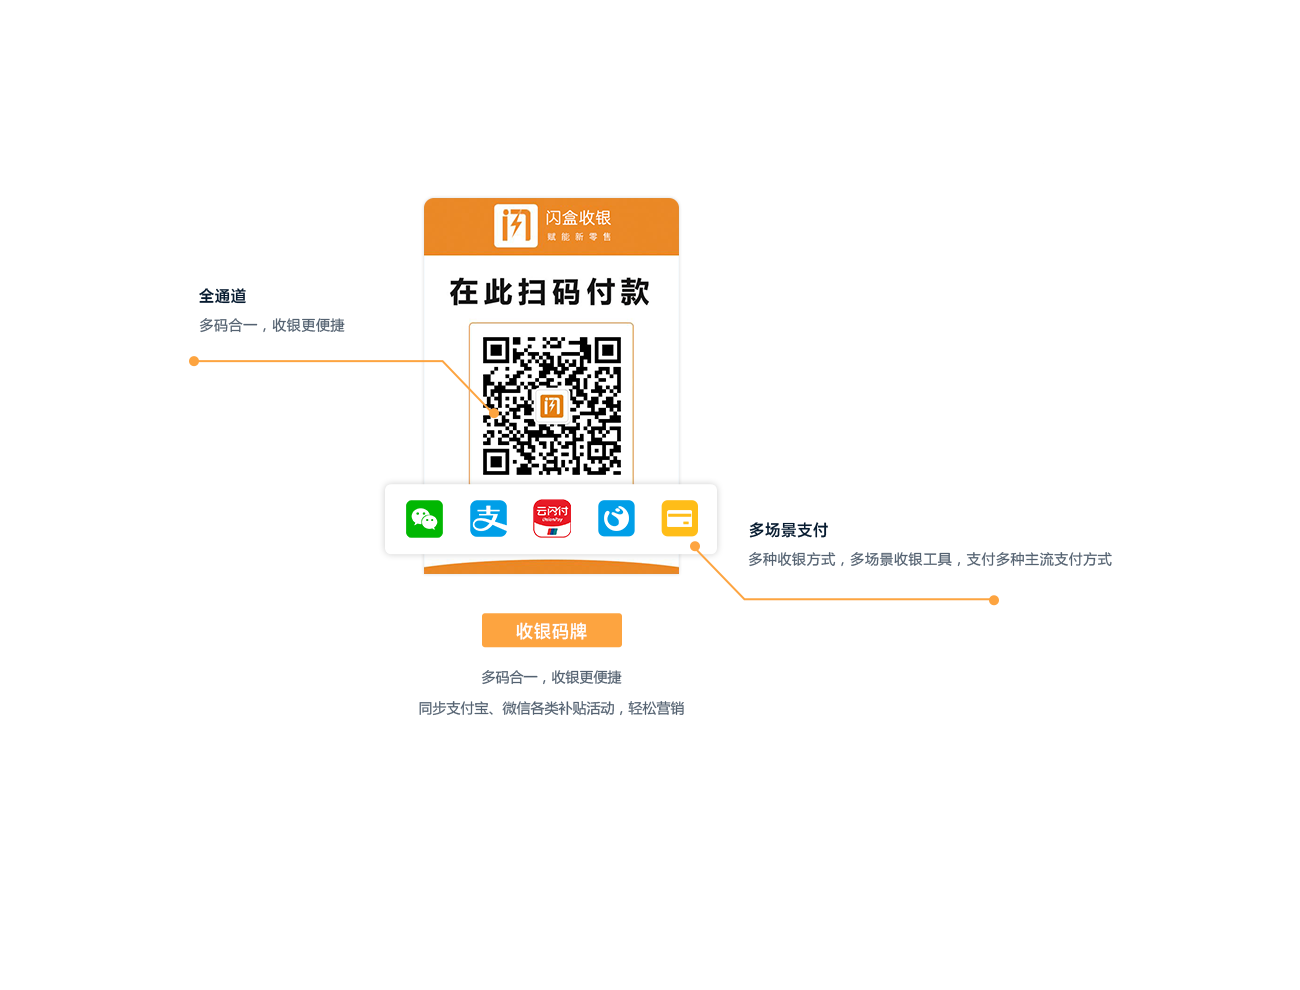 闪盒收银
赋能新零售
在此扫码付款
全通道
多码合一，收银更便捷
云闪付
UnionPay
多场景支付
多种收银方式，多场景收银工具，支付多种主流支付方式
收银码牌
多码合一，收银更便捷
同步支付宝、微信各类补贴活动，轻松营销